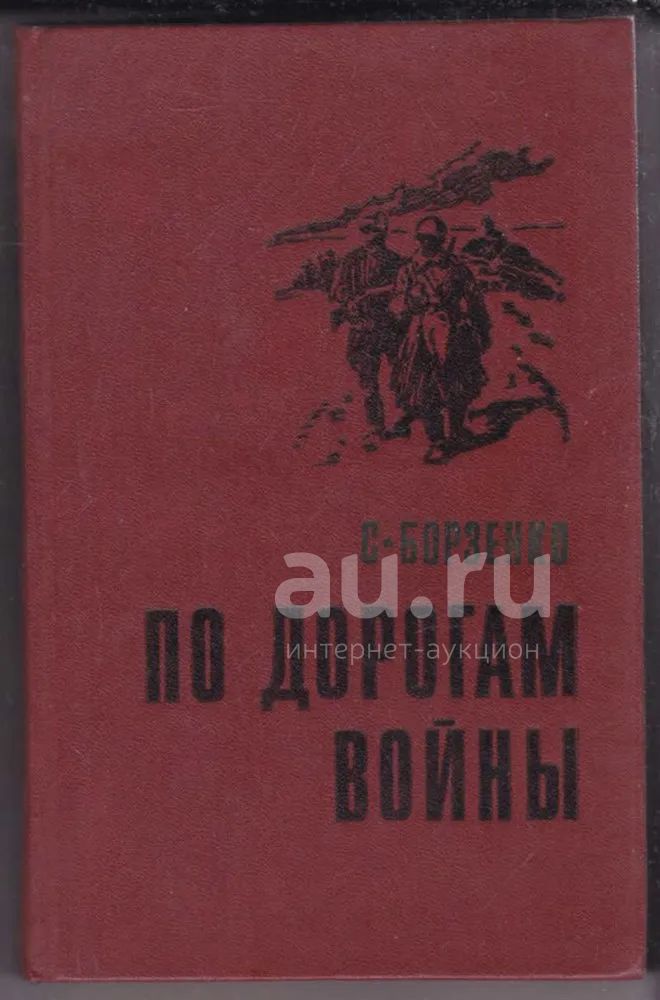 С·БОРЗЕНКО
au.ru
интернет-аукцион
ПО ДОРОГАМ
ВОЙНЫ